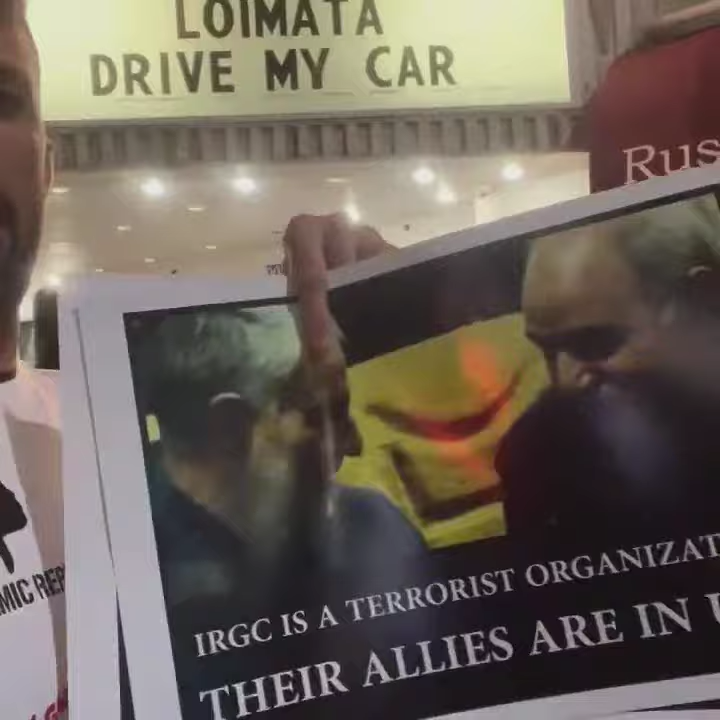 LOIMATA
DRIVE MY CAR
Rus
IRGC IS A TERRORIST ORGANIZAT
THEIR ALLIES ARE IN
MIC REP